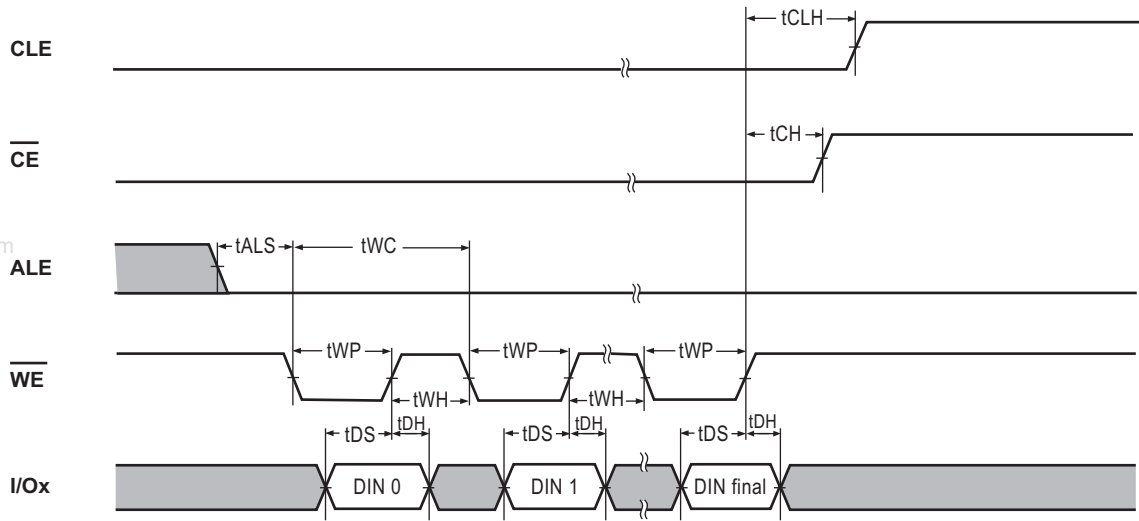 tCLH
CLE
tCH
CE
m
tALS
tWC
ALE
tWP
tWP
tWP
WE
tWH
tWH
tDS
tDH
tDS
tDH
tDS
tDH
I/Ox
DIN 0
DIN 1
DIN final